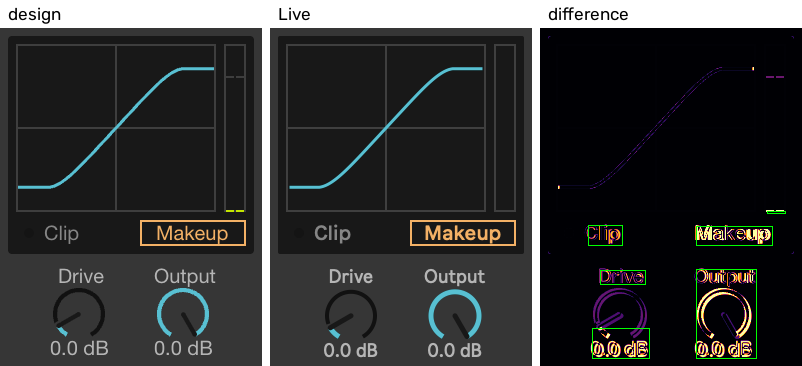 design Live difference
Clip Makeup Clip Makeup Clip Makeup
Drive Output Drive Output Drive Output
0.0 dB 0.0 dB 0.0 dB 0.0 dB 0.0 dB 0.0 dB